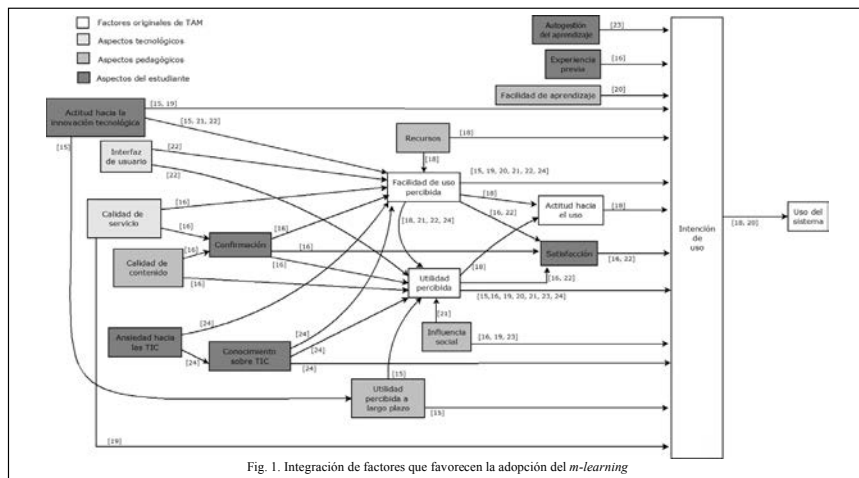 Factores originales de TAM
Aspectos tecnológicos
Aspectos pedagógicos
Aspectos del estudiante
Autogestión
del aprendizaje
[23]
Experiencia
previa
[16]
Facilidad de aprendizaje
[20]
Actitud hacia la
innovación tecnológica
[15, 19]
[15, 21, 22]
[15]
Recursos
[18]
[18]
Interfaz
de usuario
[22]
[22]
Facilidad de uso
percibida
[15, 19, 20, 21, 22, 24]
[18]
[16, 22]
[18, 21, 22, 24]
Actitud hacia
el uso
[18]
Calidad de
servicio
[16]
[16]
Confirmación
[16]
[16]
[16]
Calidad de
contenido
[16]
[16]
Satisfacción
[16, 22]
Utilidad
percibida
[18]
[16, 22]
[15,16, 19, 20, 21, 23, 24]
[21]
Influencia
social
[16, 19, 23]
Intención
de uso
[18, 20]
Uso del
sistema
Ansiedad hacia
las TIC
[24]
[24]
Conocimiento
sobre TIC
[24]
[24]
[24]
Utilidad
percibida a
largo plazo
[15]
[15]
[19]
Fig. 1. Integración de factores que favorecen la adopción del m-learning